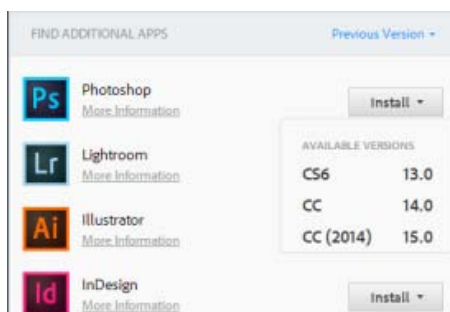 FIND ADDITIONAL APPS Previous Version
Ps Photoshop Install
More Information
AVAILABLE VERSIONS
Lr Lightroom
More Information
CS6 13.0
CC 14.0
Ai Illustrator
More Information
CC (2014) 15.0
Id InDesign Install
More Information